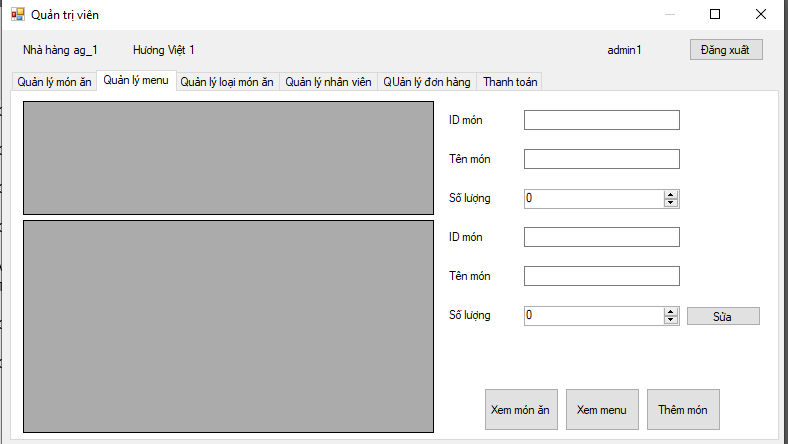 Quản trị viên
Nhà hàng ag_1 Hương Việt 1 admin1 Đăng xuất
Quản lý món ăn Quản lý menu Quản lý loại món ăn Quản lý nhân viên QUản lý đơn hàng Thanh toán
ID món
Tên món
Số lượng 0
ID món
Tên món
Số lượng 0 Sửa
Xem món ăn Xem menu Thêm món